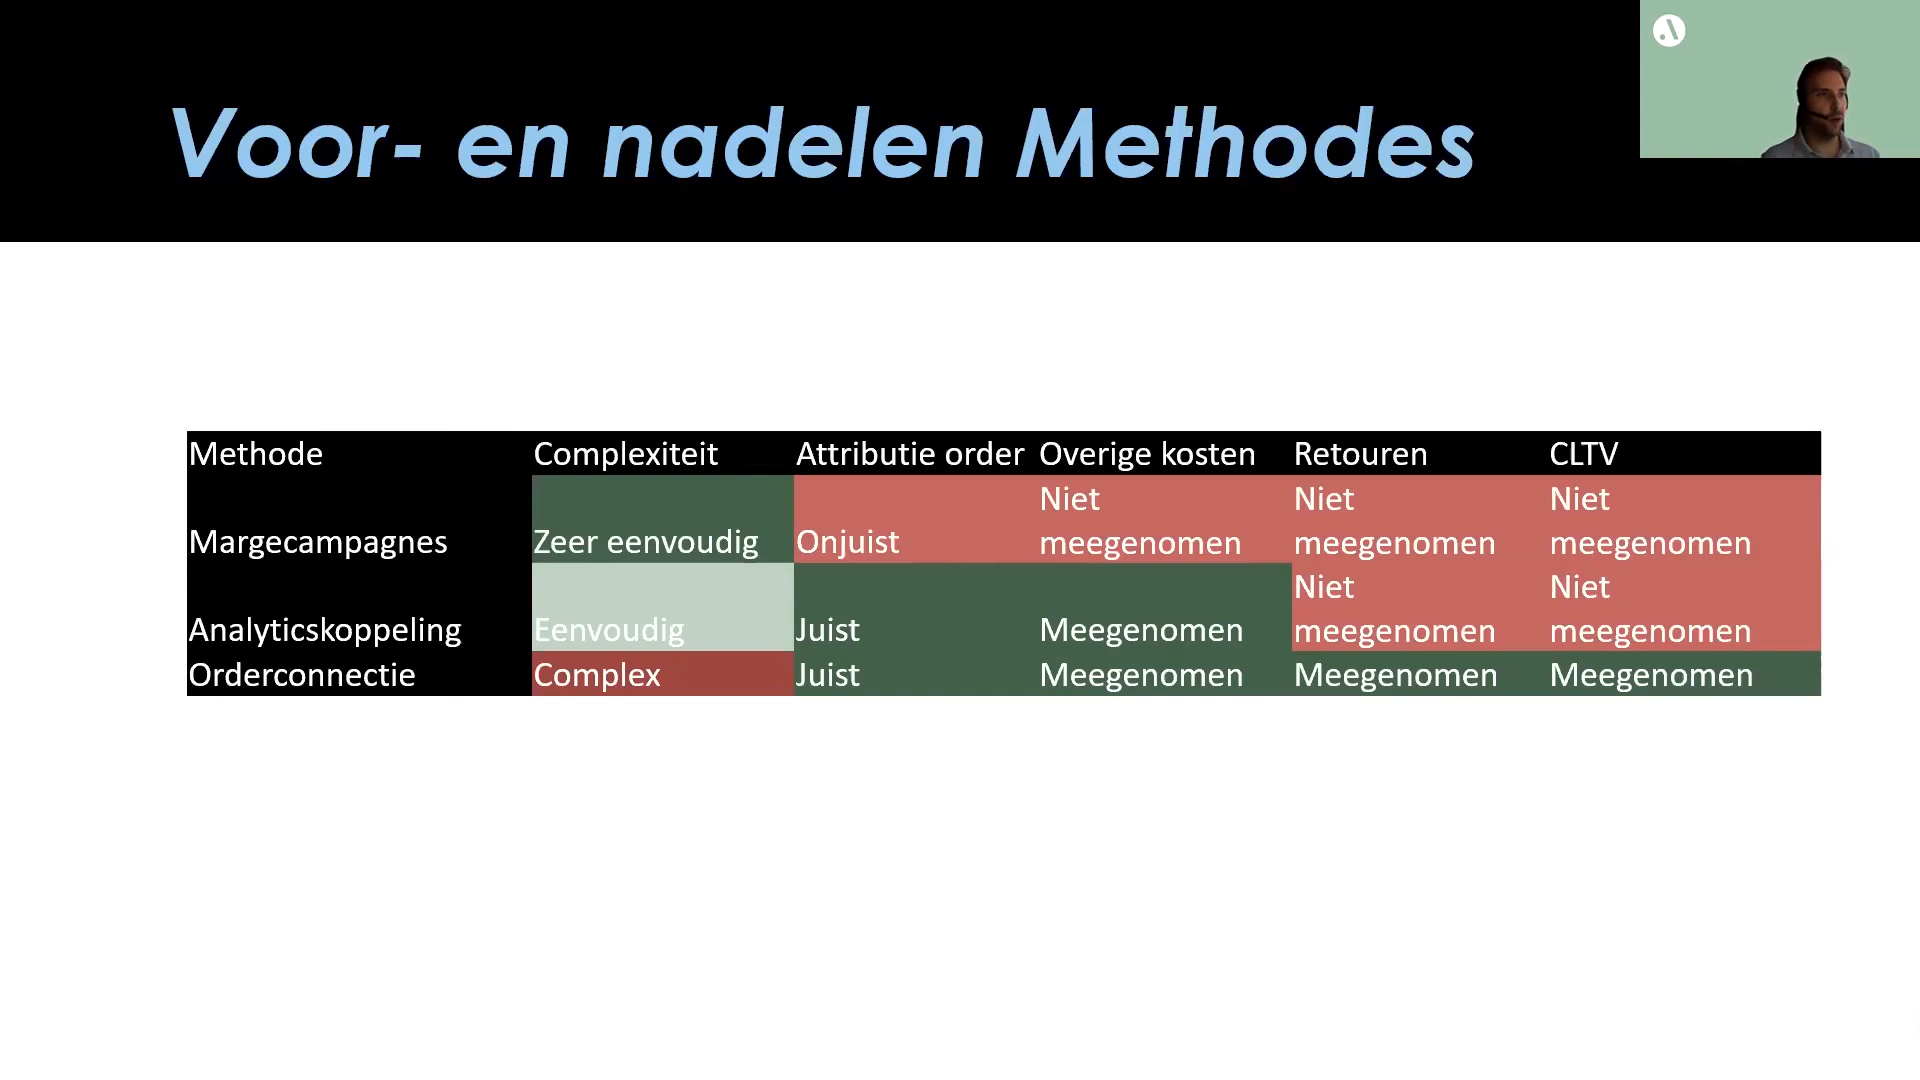 Voor- en nadelen Methodes
Methode Complexiteit Attributie order Overige kosten Retouren CLTV
Margecampagnes Zeer eenvoudig Onjuist Niet meegenomen Niet meegenomen Niet meegenomen
Analyticskoppeling Eenvoudig Juist Meegenomen Niet meegenomen Niet meegenomen
Orderconnectie Complex Juist Meegenomen Meegenomen Meegenomen